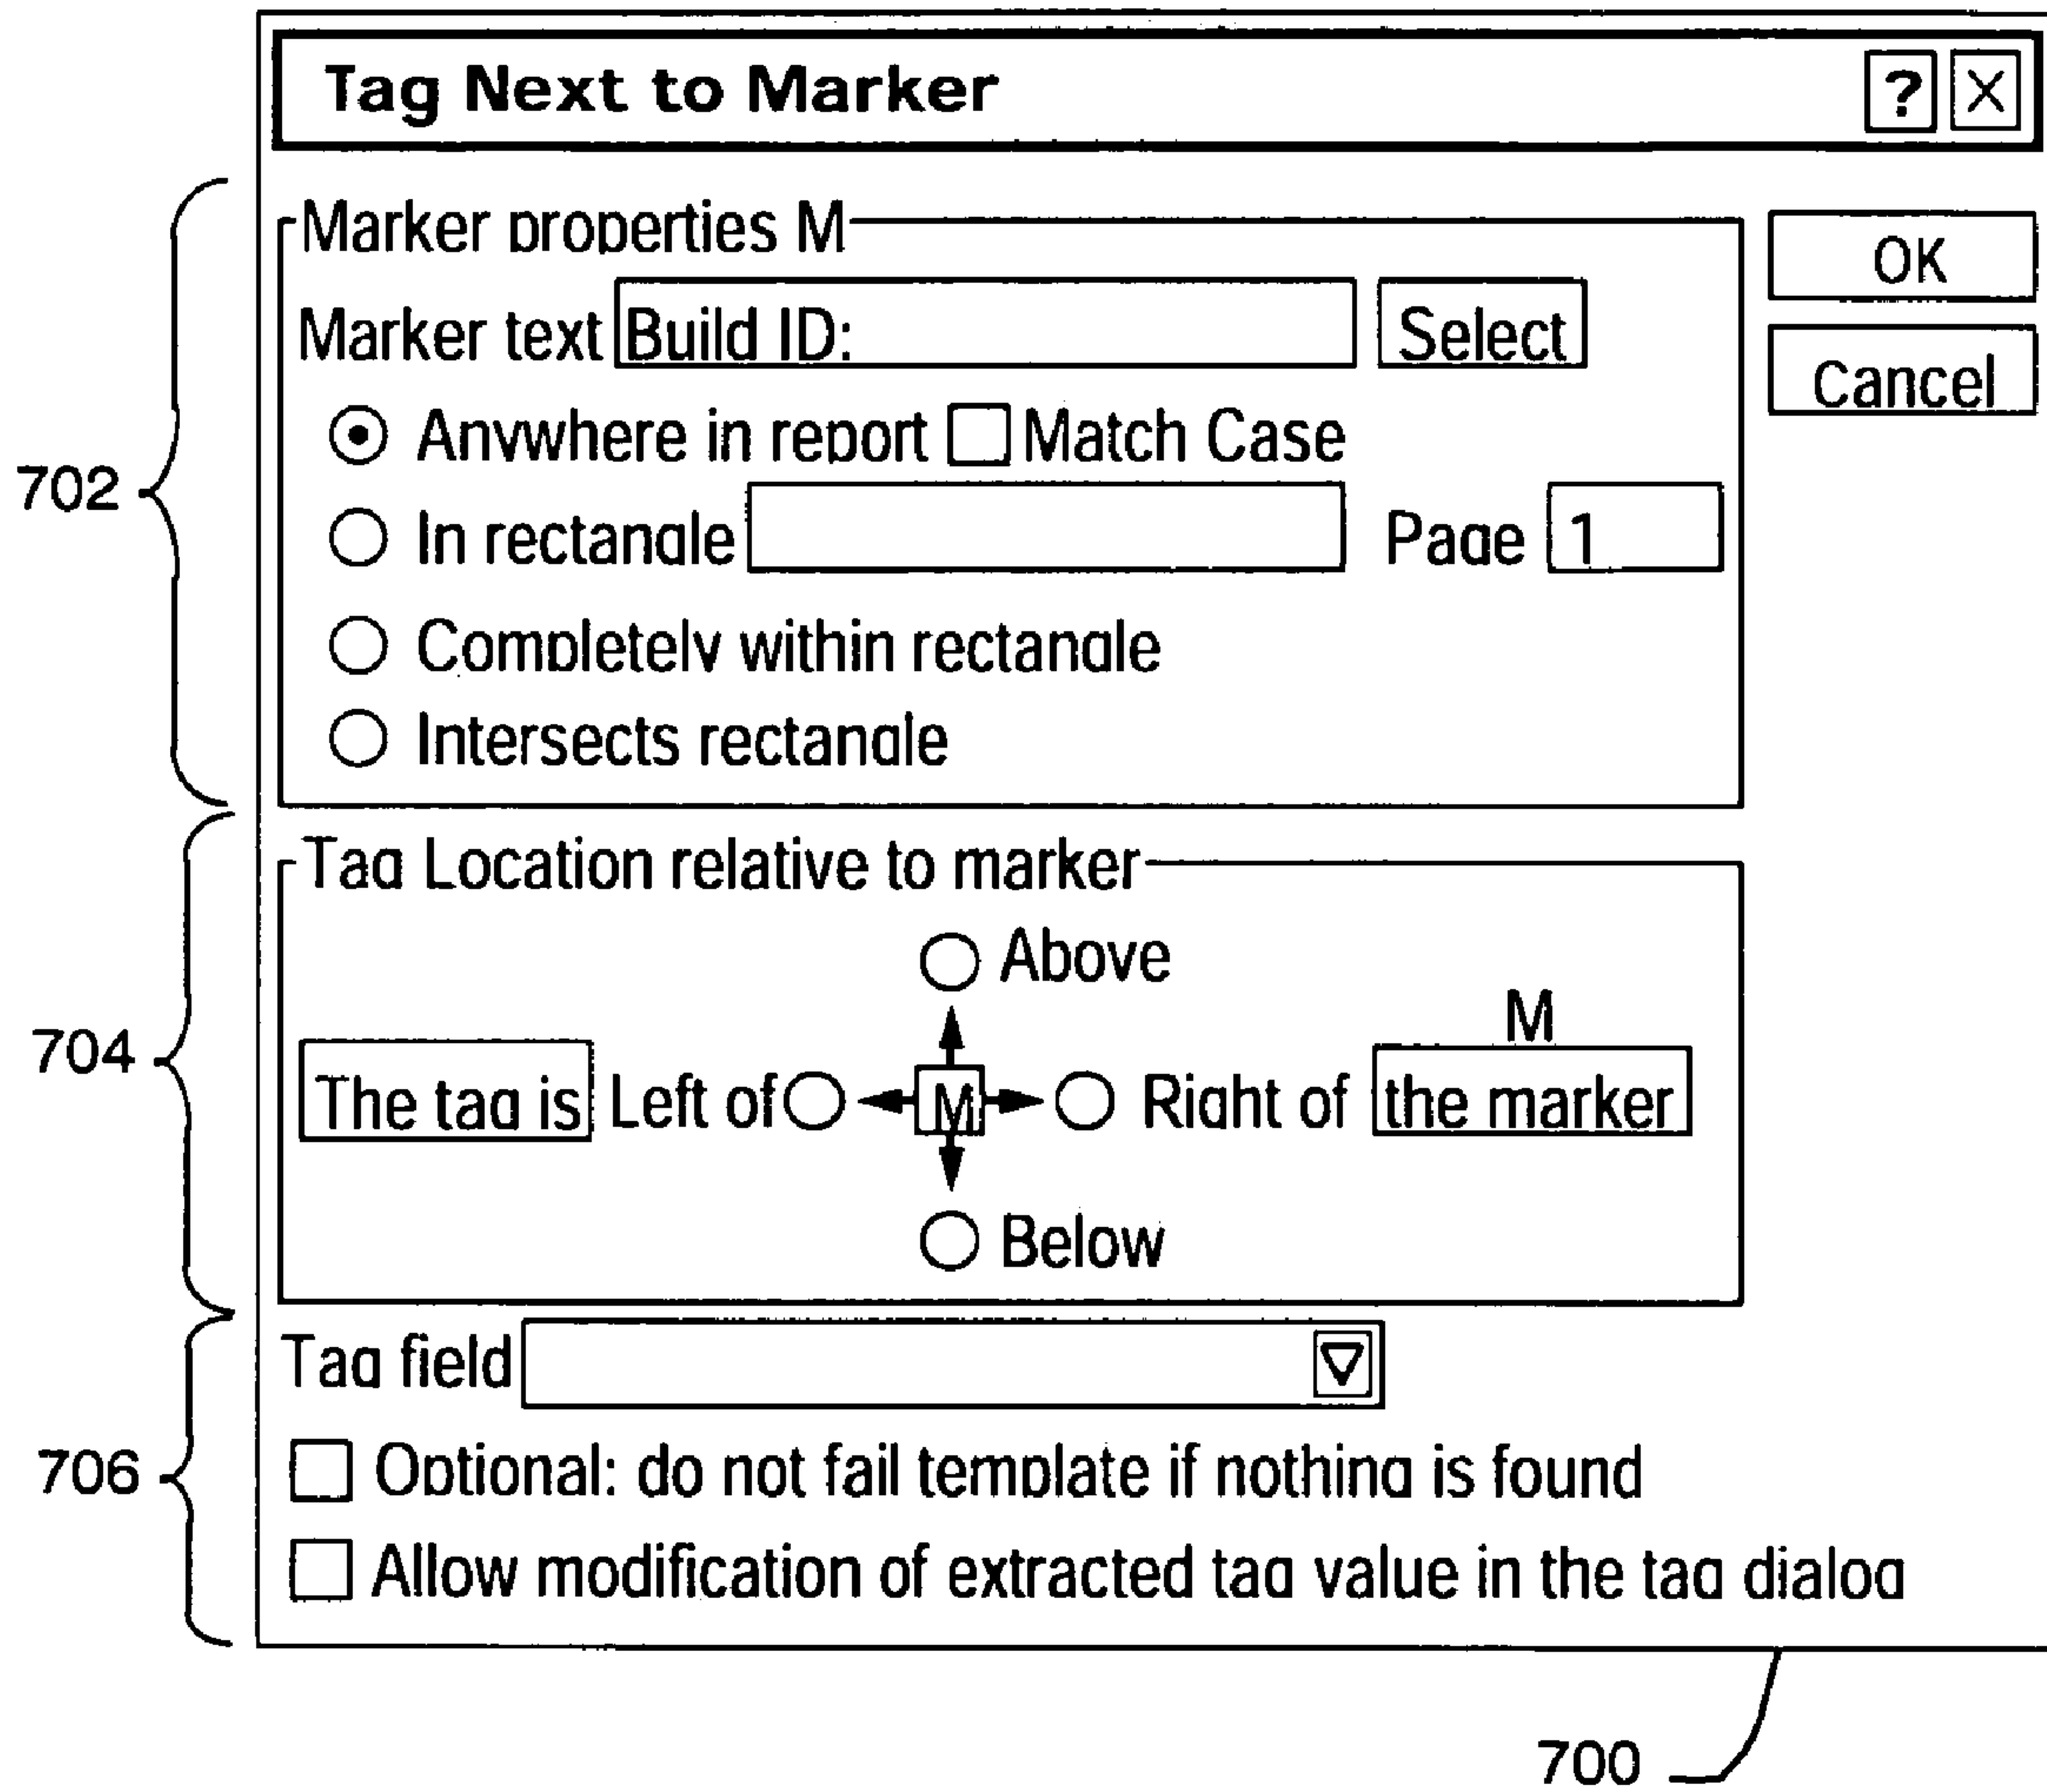 Tag Next to Marker ? X
Marker properties M
OK
Marker text Build ID: Select
Cancel
Anywhere in report Match Case
702
In rectangle Page 1
Completely within rectangle
Intersects rectangle
Tag Location relative to marker
Above
M
704
The tag is Left of M Right of the marker
Below
Tag field
706
Optional: do not fail template if nothing is found
Allow modification of extracted tag value in the tag dialog
700